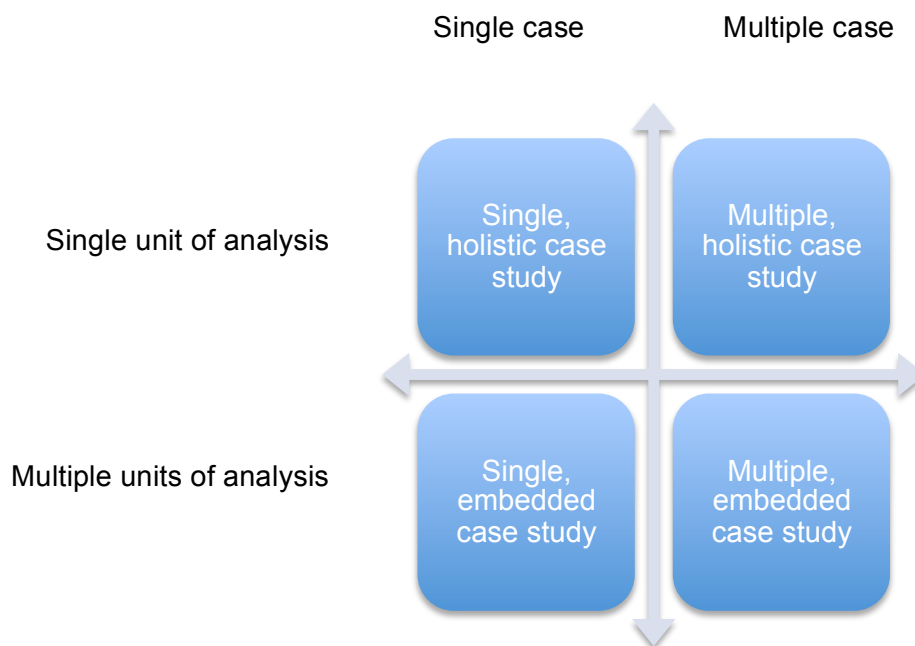 Single case
Multiple case
Single unit of analysis
Single,
holistic case
study
Multiple,
holistic case
study
Multiple units of analysis
Single,
embedded
case study
Multiple,
embedded
case study